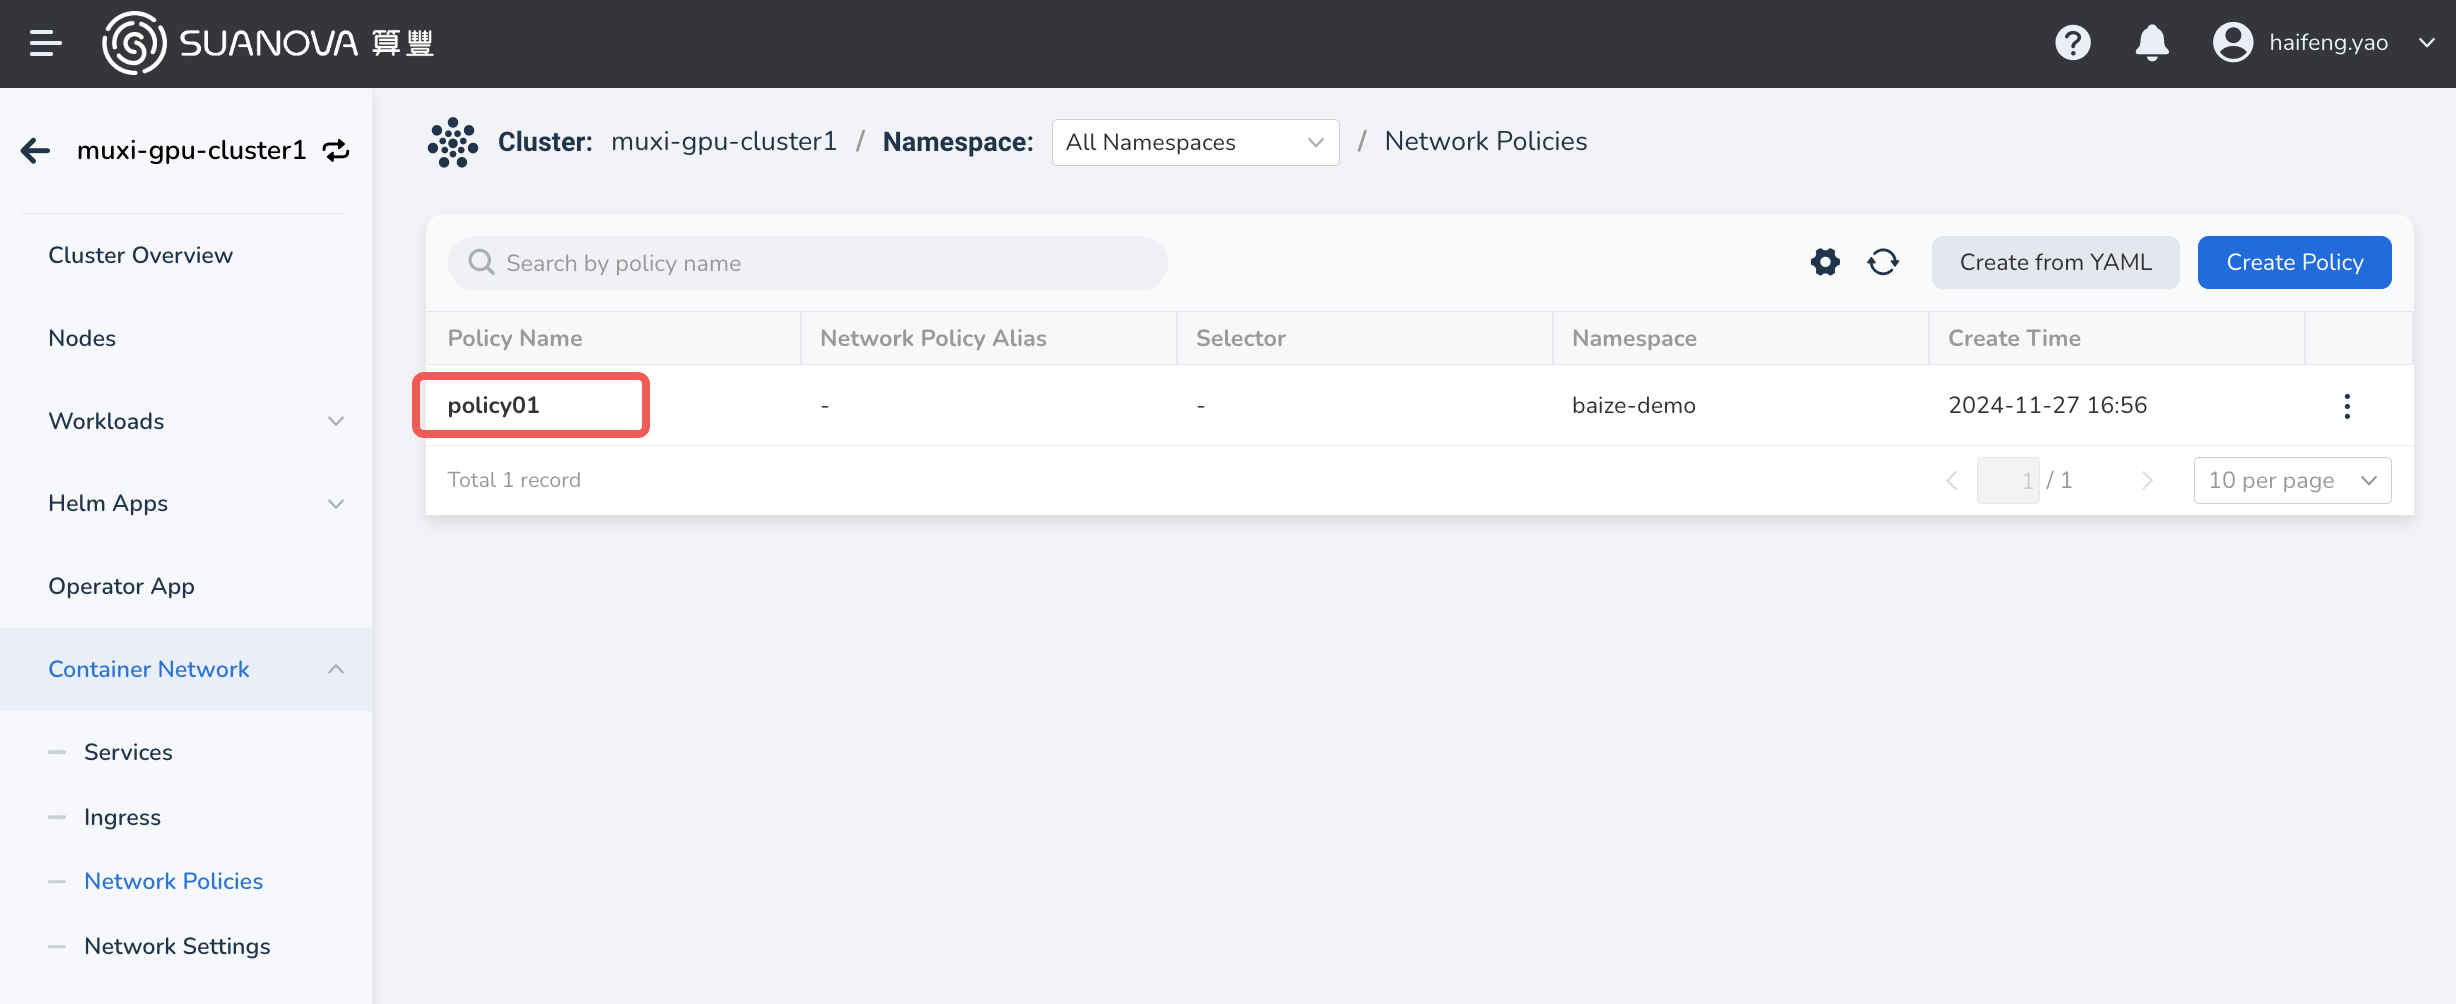 SUANOVA 算豐
haifeng.yao
muxi-gpu-cluster1
Cluster: muxi-gpu-cluster1 / Namespace: All Namespaces / Network Policies
Cluster Overview
Nodes
Workloads
Helm Apps
Operator App
Container Network
Services
Ingress
Network Policies
Network Settings
Search by policy name
Create from YAML
Create Policy
Policy Name Network Policy Alias Selector Namespace Create Time
policy01 - - baize-demo 2024-11-27 16:56
Total 1 record
1 / 1
10 per page